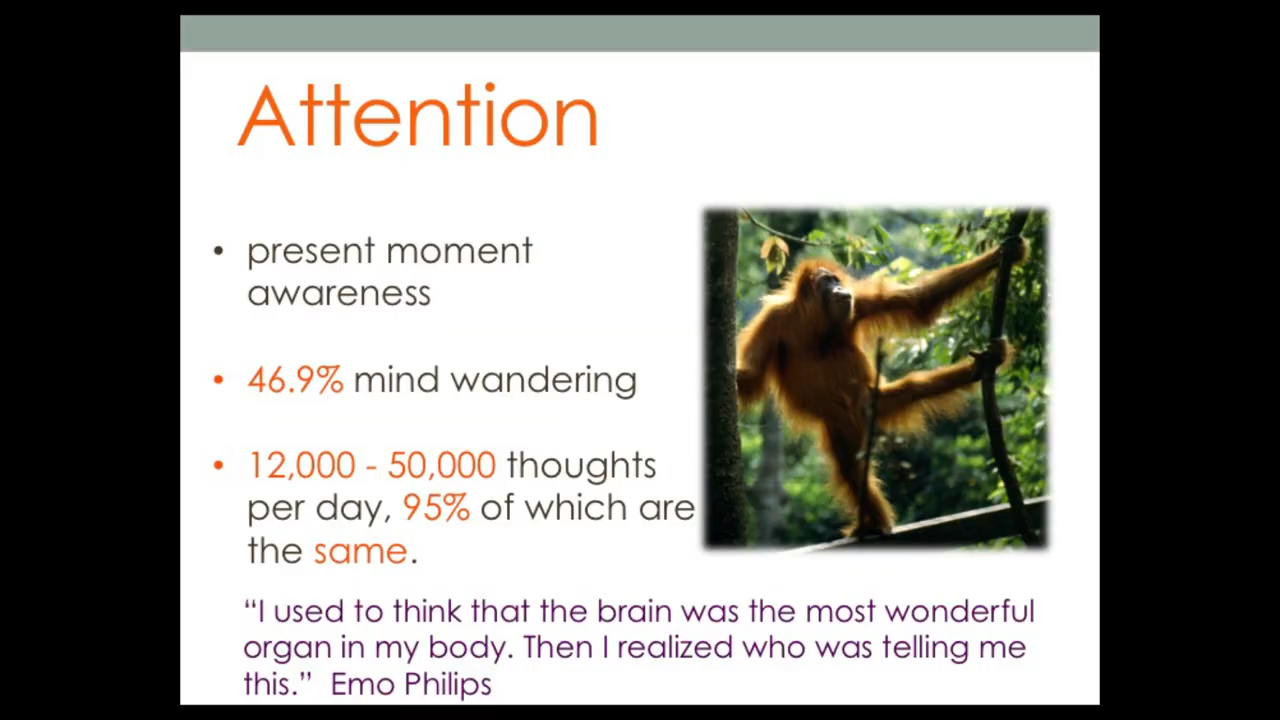 Attention
• present moment
awareness
• 46.9% mind wandering
• 12,000 - 50,000 thoughts
per day, 95% of which are
the same.
“I used to think that the brain was the most wonderful
organ in my body. Then I realized who was telling me
this.”  Emo Philips